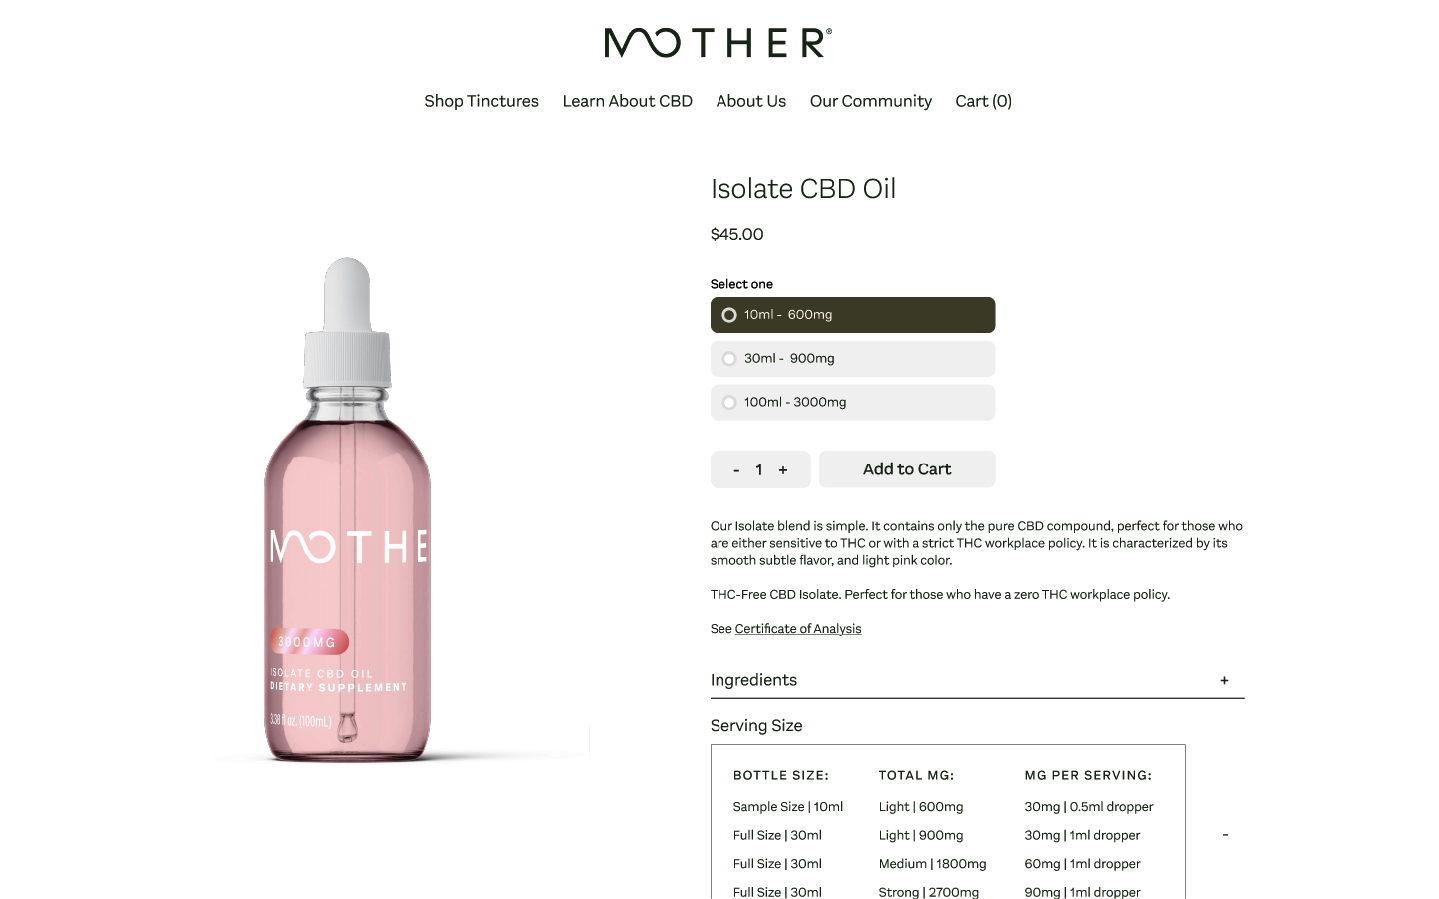 MOTHER®
Shop Tinctures Learn About CBD About Us Our Community Cart (0)
Isolate CBD Oil
$45.00
Select one
10ml - 600mg
30ml - 900mg
100ml - 3000mg
- 1 + Add to Cart
Our Isolate blend is simple. It contains only the pure CBD compound, perfect for those who
are either sensitive to THC or with a strict THC workplace policy. It is characterized by its
smooth subtle flavor, and light pink color.
THC-Free CBD Isolate. Perfect for those who have a zero THC workplace policy.
See Certificate of Analysis
Ingredients +
Serving Size
BOTTLE SIZE: TOTAL MG: MG PER SERVING:
Sample Size | 10ml Light | 600mg 30mg | 0.5ml dropper
Full Size | 30ml Light | 900mg 30mg | 1ml dropper
-
Full Size | 30ml Medium | 1800mg 60mg | 1ml dropper
Full Size | 30ml Strong | 2700mg 90mg | 1ml dropper
MOTHE
3000MG
ISOLATE CBD OIL
DIETARY SUPPLEMENT
3.38 fl oz. (100mL)